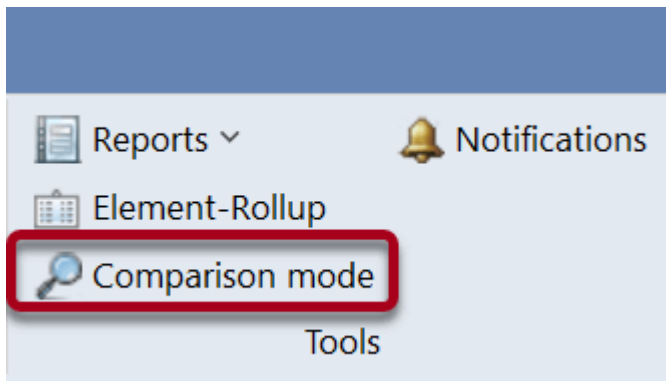 Reports
Notifications
Element-Rollup
Comparison mode
Tools